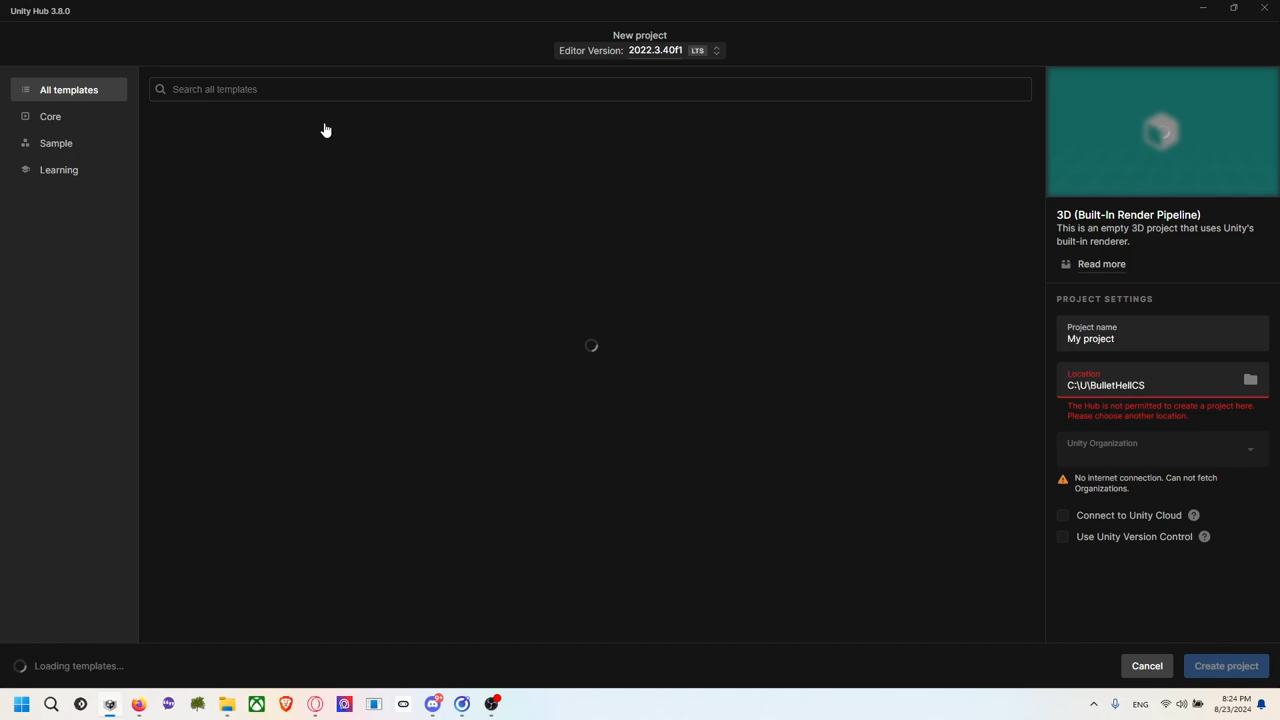 Unity Hub 3.8.0
New project
Editor Version: 2022.3.40f1 LTS
All templates
Core
Sample
Learning
Search all templates
3D (Built-In Render Pipeline)
This is an empty 3D project that uses Unity's
built-in renderer.
Read more
PROJECT SETTINGS
Project name
My project
Location
C:\U\BulletHellCS
The Hub is not permitted to create a project here.
Please choose another location.
Unity Organization
No internet connection. Can not fetch
Organizations.
Connect to Unity Cloud ?
Use Unity Version Control ?
Loading templates...
Cancel
Create project
ENG
8:24 PM
8/23/2024